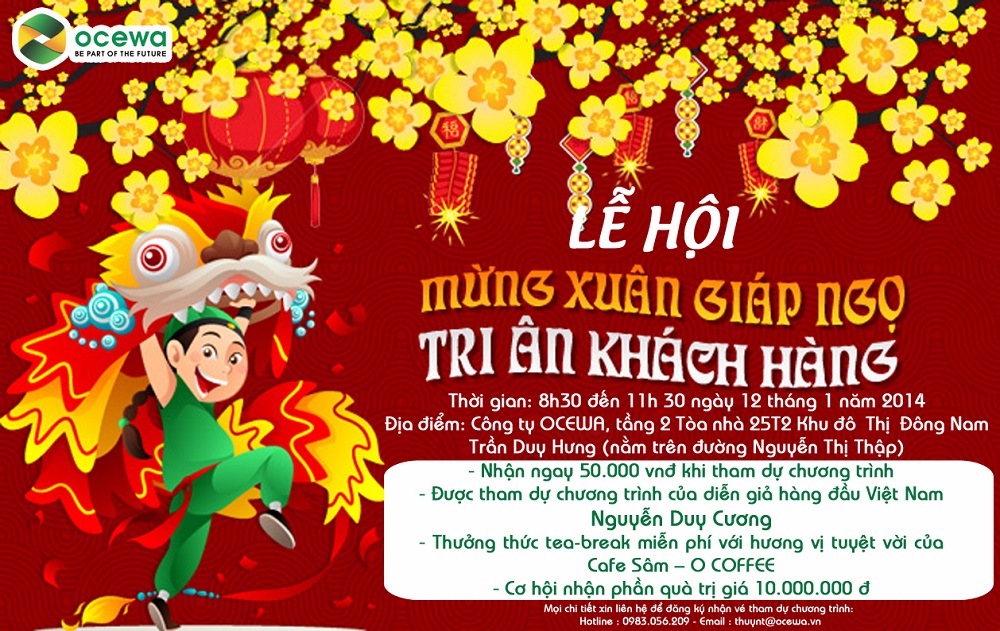 ocewa
BE PART OF THE FUTURE
福
财
LỄ HỘI
MỪNG XUÂN GIÁP NGỌ
TRI ÂN KHÁCH HÀNG
Thời gian: 8h30 đến 11h 30 ngày 12 tháng 1 năm 2014
Địa điểm: Công ty OCEWA, tầng 2 Tòa nhà 25T2 Khu đô Thị Đông Nam
Trần Duy Hưng (nằm trên đường Nguyễn Thị Thập)
- Nhận ngay 50.000 vnđ khi tham dự chương trình
- Được tham dự chương trình của diễn giả hàng đầu Việt Nam
Nguyễn Duy Cương
- Thưởng thức tea-break miễn phí với hương vị tuyệt vời của
Cafe Sâm – O COFFEE
- Cơ hội nhận phần quà trị giá 10.000.000 đ
Mọi chi tiết xin liên hệ để đăng ký nhận vé tham dự chương trình:
Hotline : 0983.056.209 - Email : thuynt@ocewa.vn